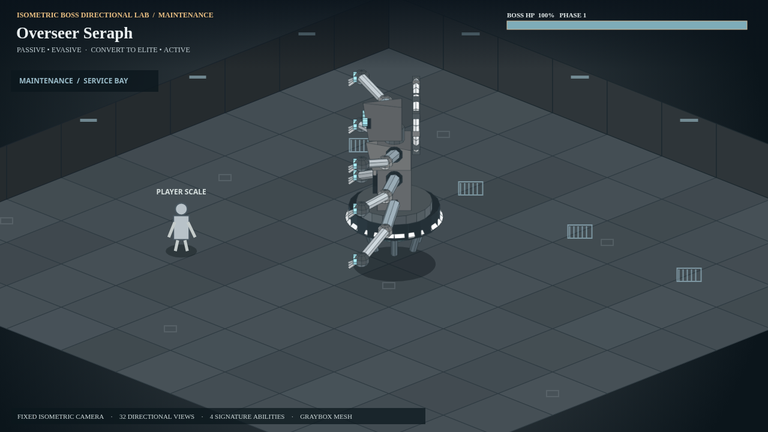 ISOMETRIC BOSS DIRECTIONAL LAB / MAINTENANCE
Overseer Seraph
PASSIVE • EVASIVE · CONVERT TO ELITE • ACTIVE
BOSS HP 100% PHASE 1
MAINTENANCE / SERVICE BAY
PLAYER SCALE
FIXED ISOMETRIC CAMERA · 32 DIRECTIONAL VIEWS · 4 SIGNATURE ABILITIES · GRAYBOX MESH